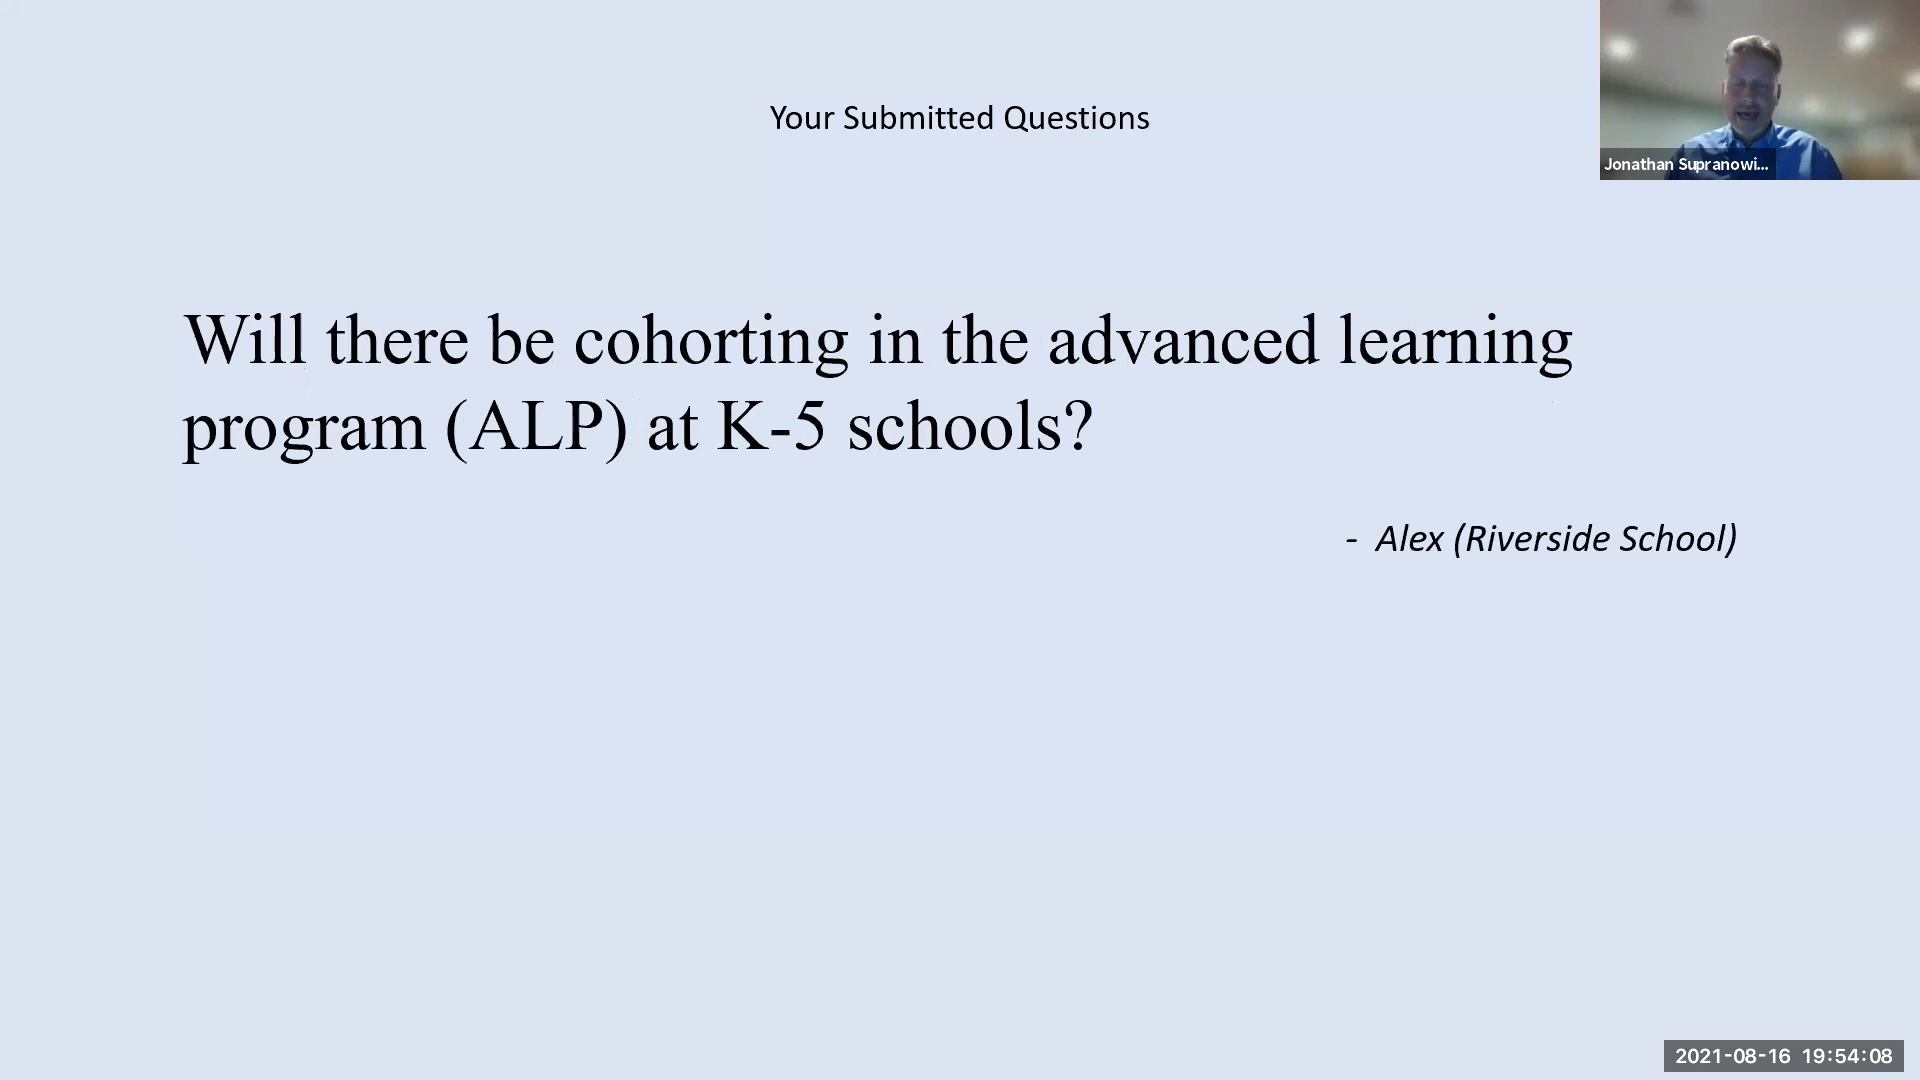 Your Submitted Questions
Jonathan Supranowi...
Will there be cohorting in the advanced learning
program (ALP) at K-5 schools?
- Alex (Riverside School)
2021-08-16 19:54:08